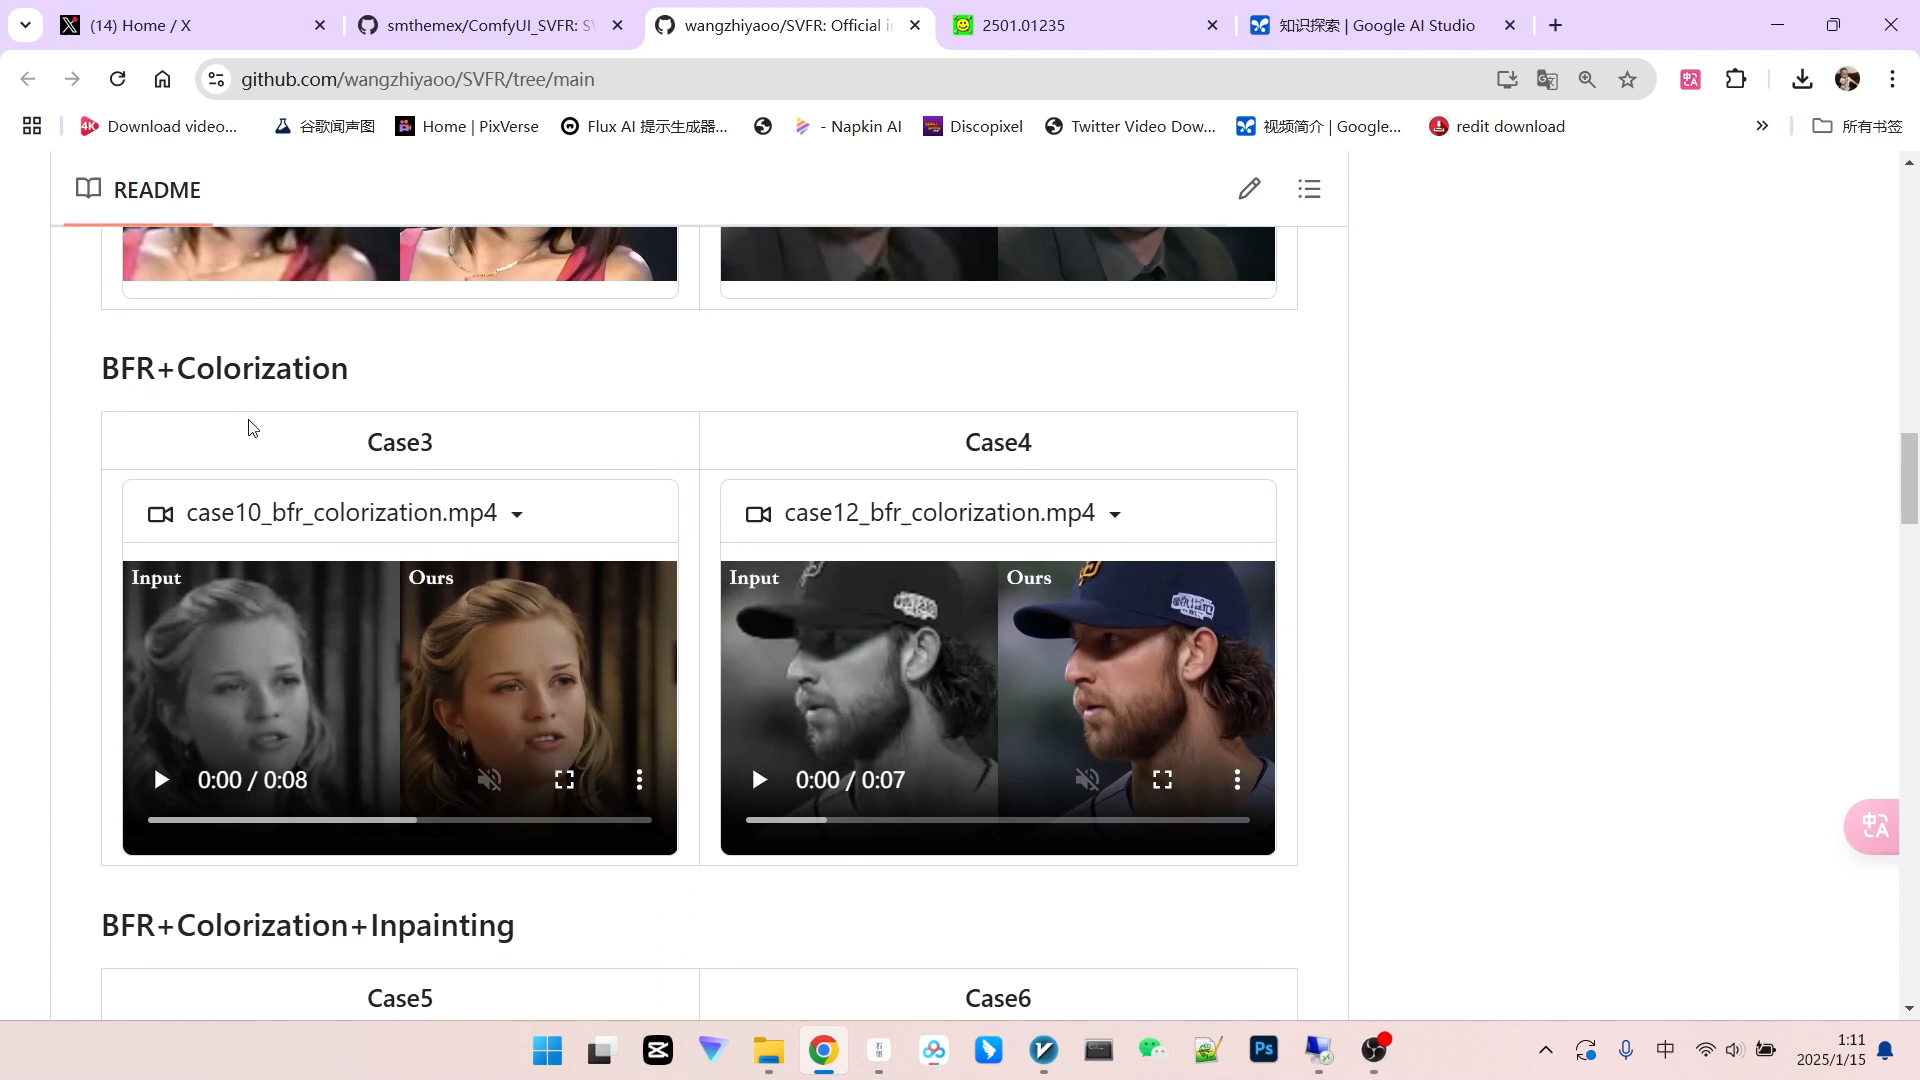 (14) Home / X
smthemex/ComfyUI_SVFR: SV
wangzhiyaoo/SVFR: Official i
2501.01235
知识探索 | Google AI Studio
github.com/wangzhiyaoo/SVFR/tree/main
Download video...
谷歌闻声图
Home | PixVerse
Flux AI 提示生成器...
- Napkin AI
Discopixel
Twitter Video Dow...
视频简介 | Google...
redit download
所有书签
README
BFR+Colorization
Case3
Case4
case10_bfr_colorization.mp4
case12_bfr_colorization.mp4
Input
Ours
Input
Ours
0:00 / 0:08
0:00 / 0:07
BFR+Colorization+Inpainting
Case5
Case6
中
1:11
2025/1/15